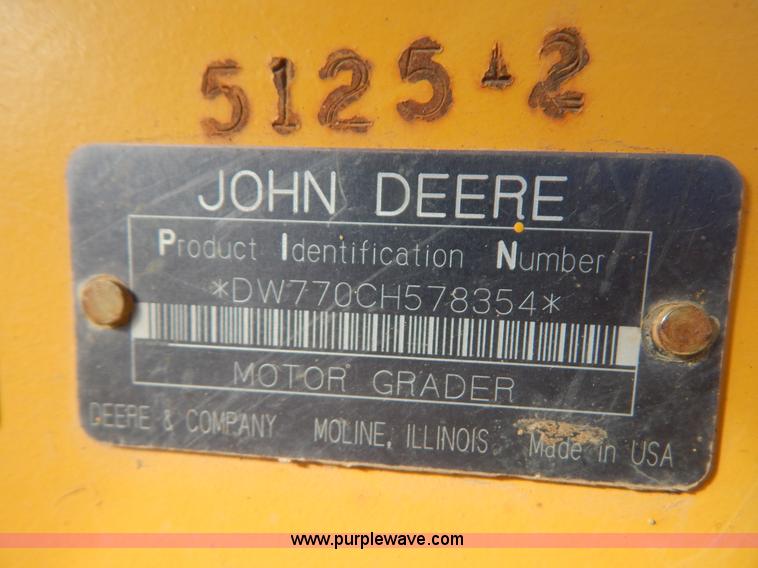 5125-2
JOHN DEERE
Product Identification Number
*DW770CH578354*
MOTOR GRADER
DEERE & COMPANY MOLINE, ILLINOIS Made in USA
www.purplewave.com